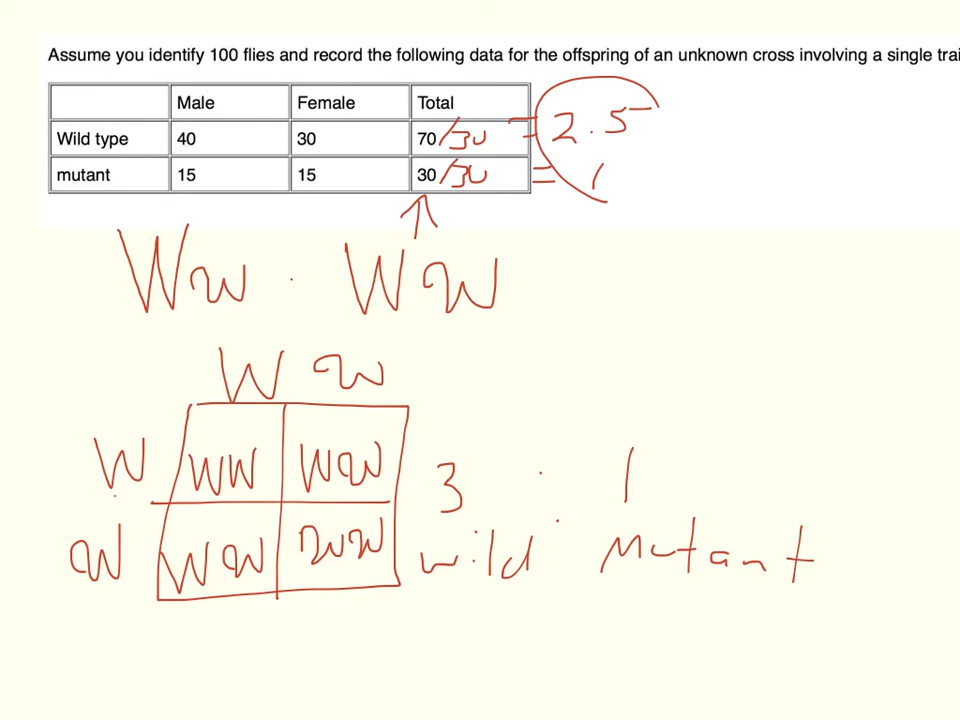 Assume you identify 100 flies and record the following data for the offspring of an unknown cross involving a single trai
Male Female Total
Wild type 40 30 70 /30 = 2.5
mutant 15 15 30 /30 = 1
Ww · Ww
W w
W WW Ww 3 : 1
w Ww ww wild Mutant